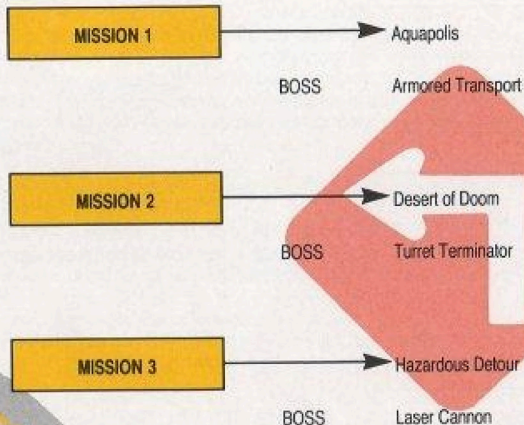 MISSION 1 Aquapolis
BOSS Armored Transport
MISSION 2 Desert of Doom
BOSS Turret Terminator
MISSION 3 Hazardous Detour
BOSS Laser Cannon